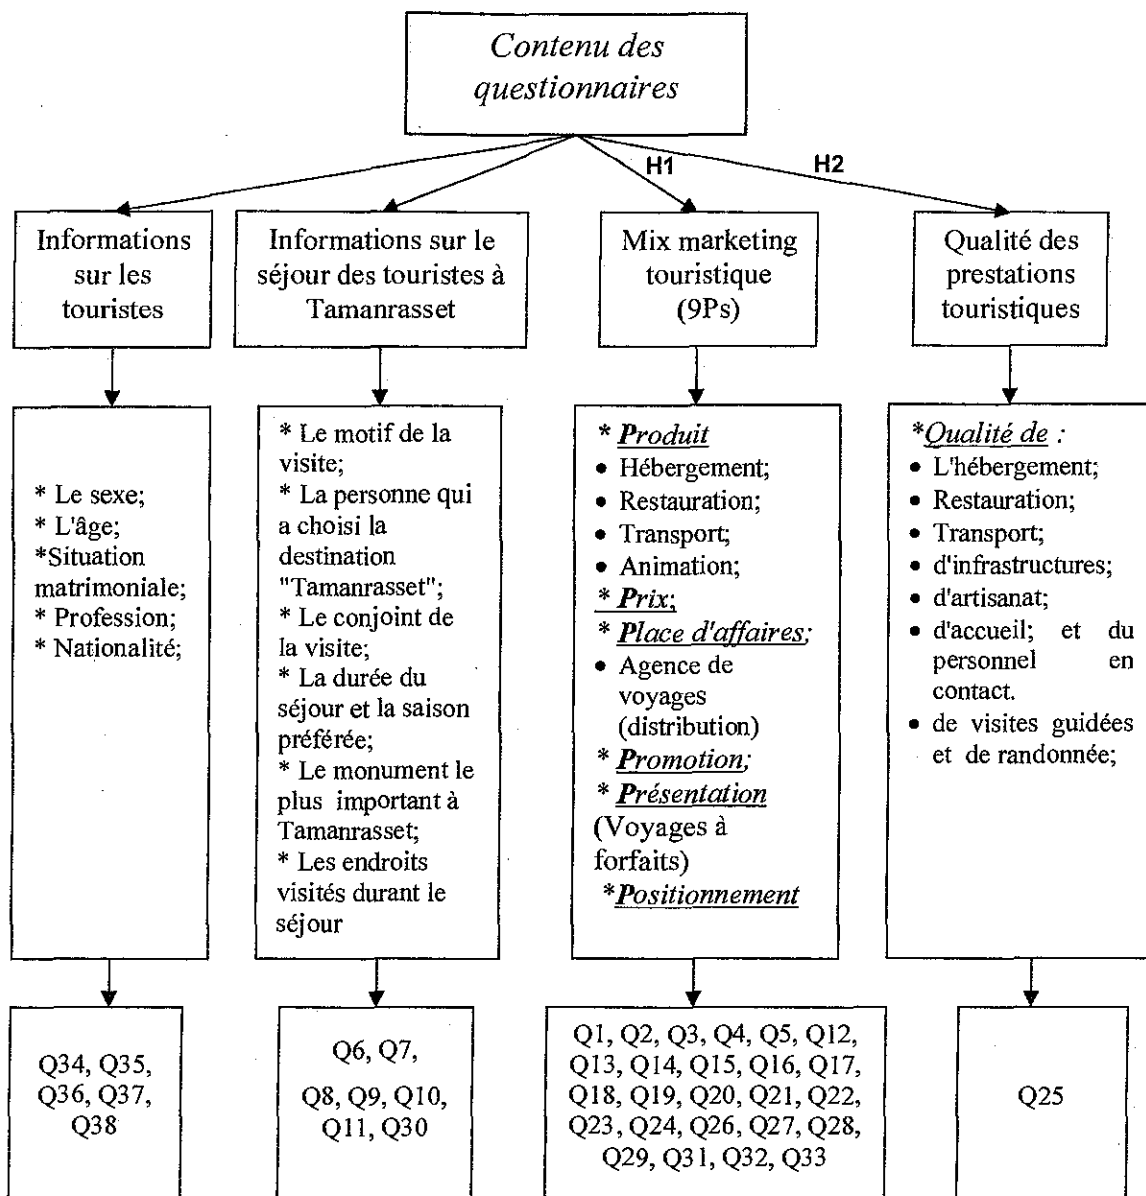 Contenu des
questionnaires
H1
H2
Informations
sur les
touristes
Informations sur le
séjour des touristes à
Tamanrasset
Mix marketing
touristique
(9Ps)
Qualité des
prestations
touristiques
* Le sexe;
* L'âge;
*Situation
matrimoniale;
* Profession;
* Nationalité;
* Le motif de la
visite;
* La personne qui
a choisi la
destination
"Tamanrasset";
* Le conjoint de
la visite;
* La durée du
séjour et la saison
préférée;
* Le monument le
plus important à
Tamanrasset;
* Les endroits
visités durant le
séjour
* Produit
• Hébergement;
• Restauration;
• Transport;
• Animation;
* Prix;
* Place d'affaires;
• Agence de
voyages
(distribution)
* Promotion;
* Présentation
(Voyages à
forfaits)
*Positionnement
*Qualité de :
• L'hébergement;
• Restauration;
• Transport;
• d'infrastructures;
• d'artisanat;
• d'accueil; et du
personnel en
contact.
• de visites guidées
et de randonnée;
Q34, Q35,
Q36, Q37,
Q38
Q6, Q7,
Q8, Q9, Q10,
Q11, Q30
Q1, Q2, Q3, Q4, Q5, Q12,
Q13, Q14, Q15, Q16, Q17,
Q18, Q19, Q20, Q21, Q22,
Q23, Q24, Q26, Q27, Q28,
Q29, Q31, Q32, Q33
Q25